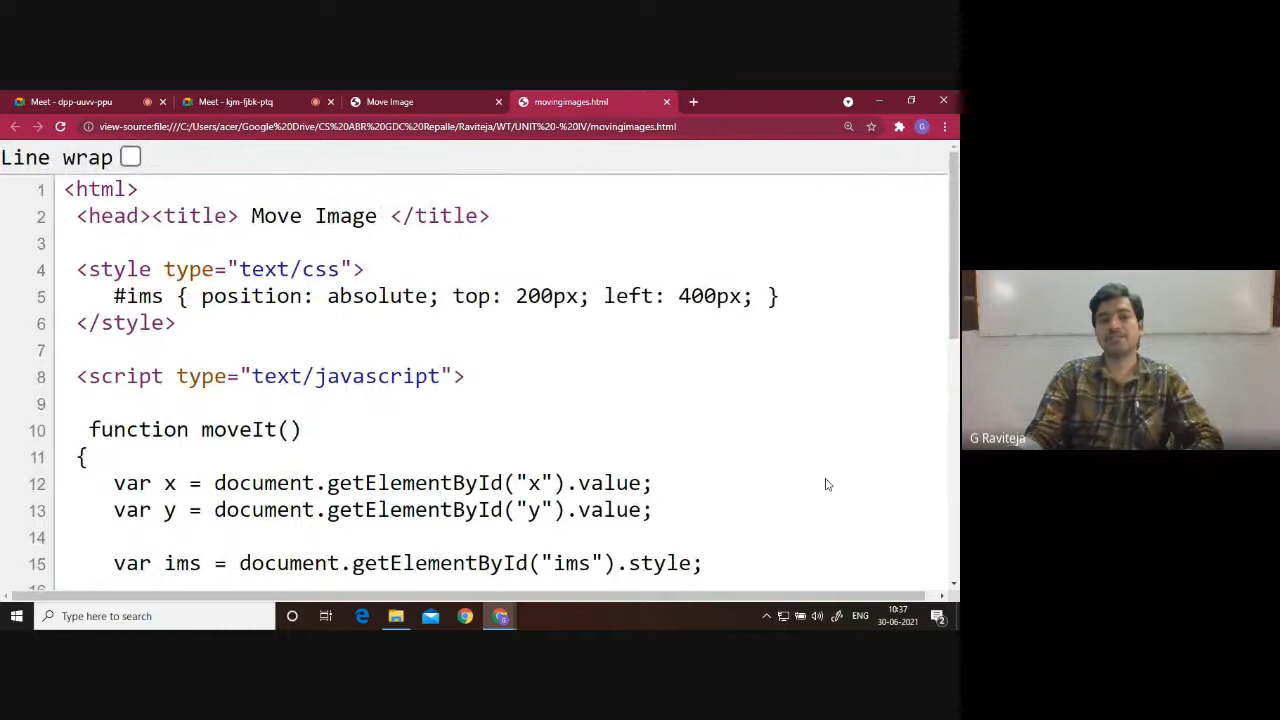 Meet - dpp-uuvv-ppu
Meet - kjm-fjbk-ptq
Move Image
movingimages.html
view-source:file:///C:/Users/acer/Google%20Drive/CS%20ABR%20GDC%20Repalle/Raviteja/WT/UNIT%20-%20IV/movingimages.html
G
Line wrap
1 <html>
2 <head><title> Move Image </title>
3
4 <style type="text/css">
5 #ims { position: absolute; top: 200px; left: 400px; }
6 </style>
7
8 <script type="text/javascript">
9
10 function moveIt()
11 {
12 var x = document.getElementById("x").value;
13 var y = document.getElementById("y").value;
14
15 var ims = document.getElementById("ims").style;
G Raviteja
Type here to search
ENG
10:37
30-06-2021
2